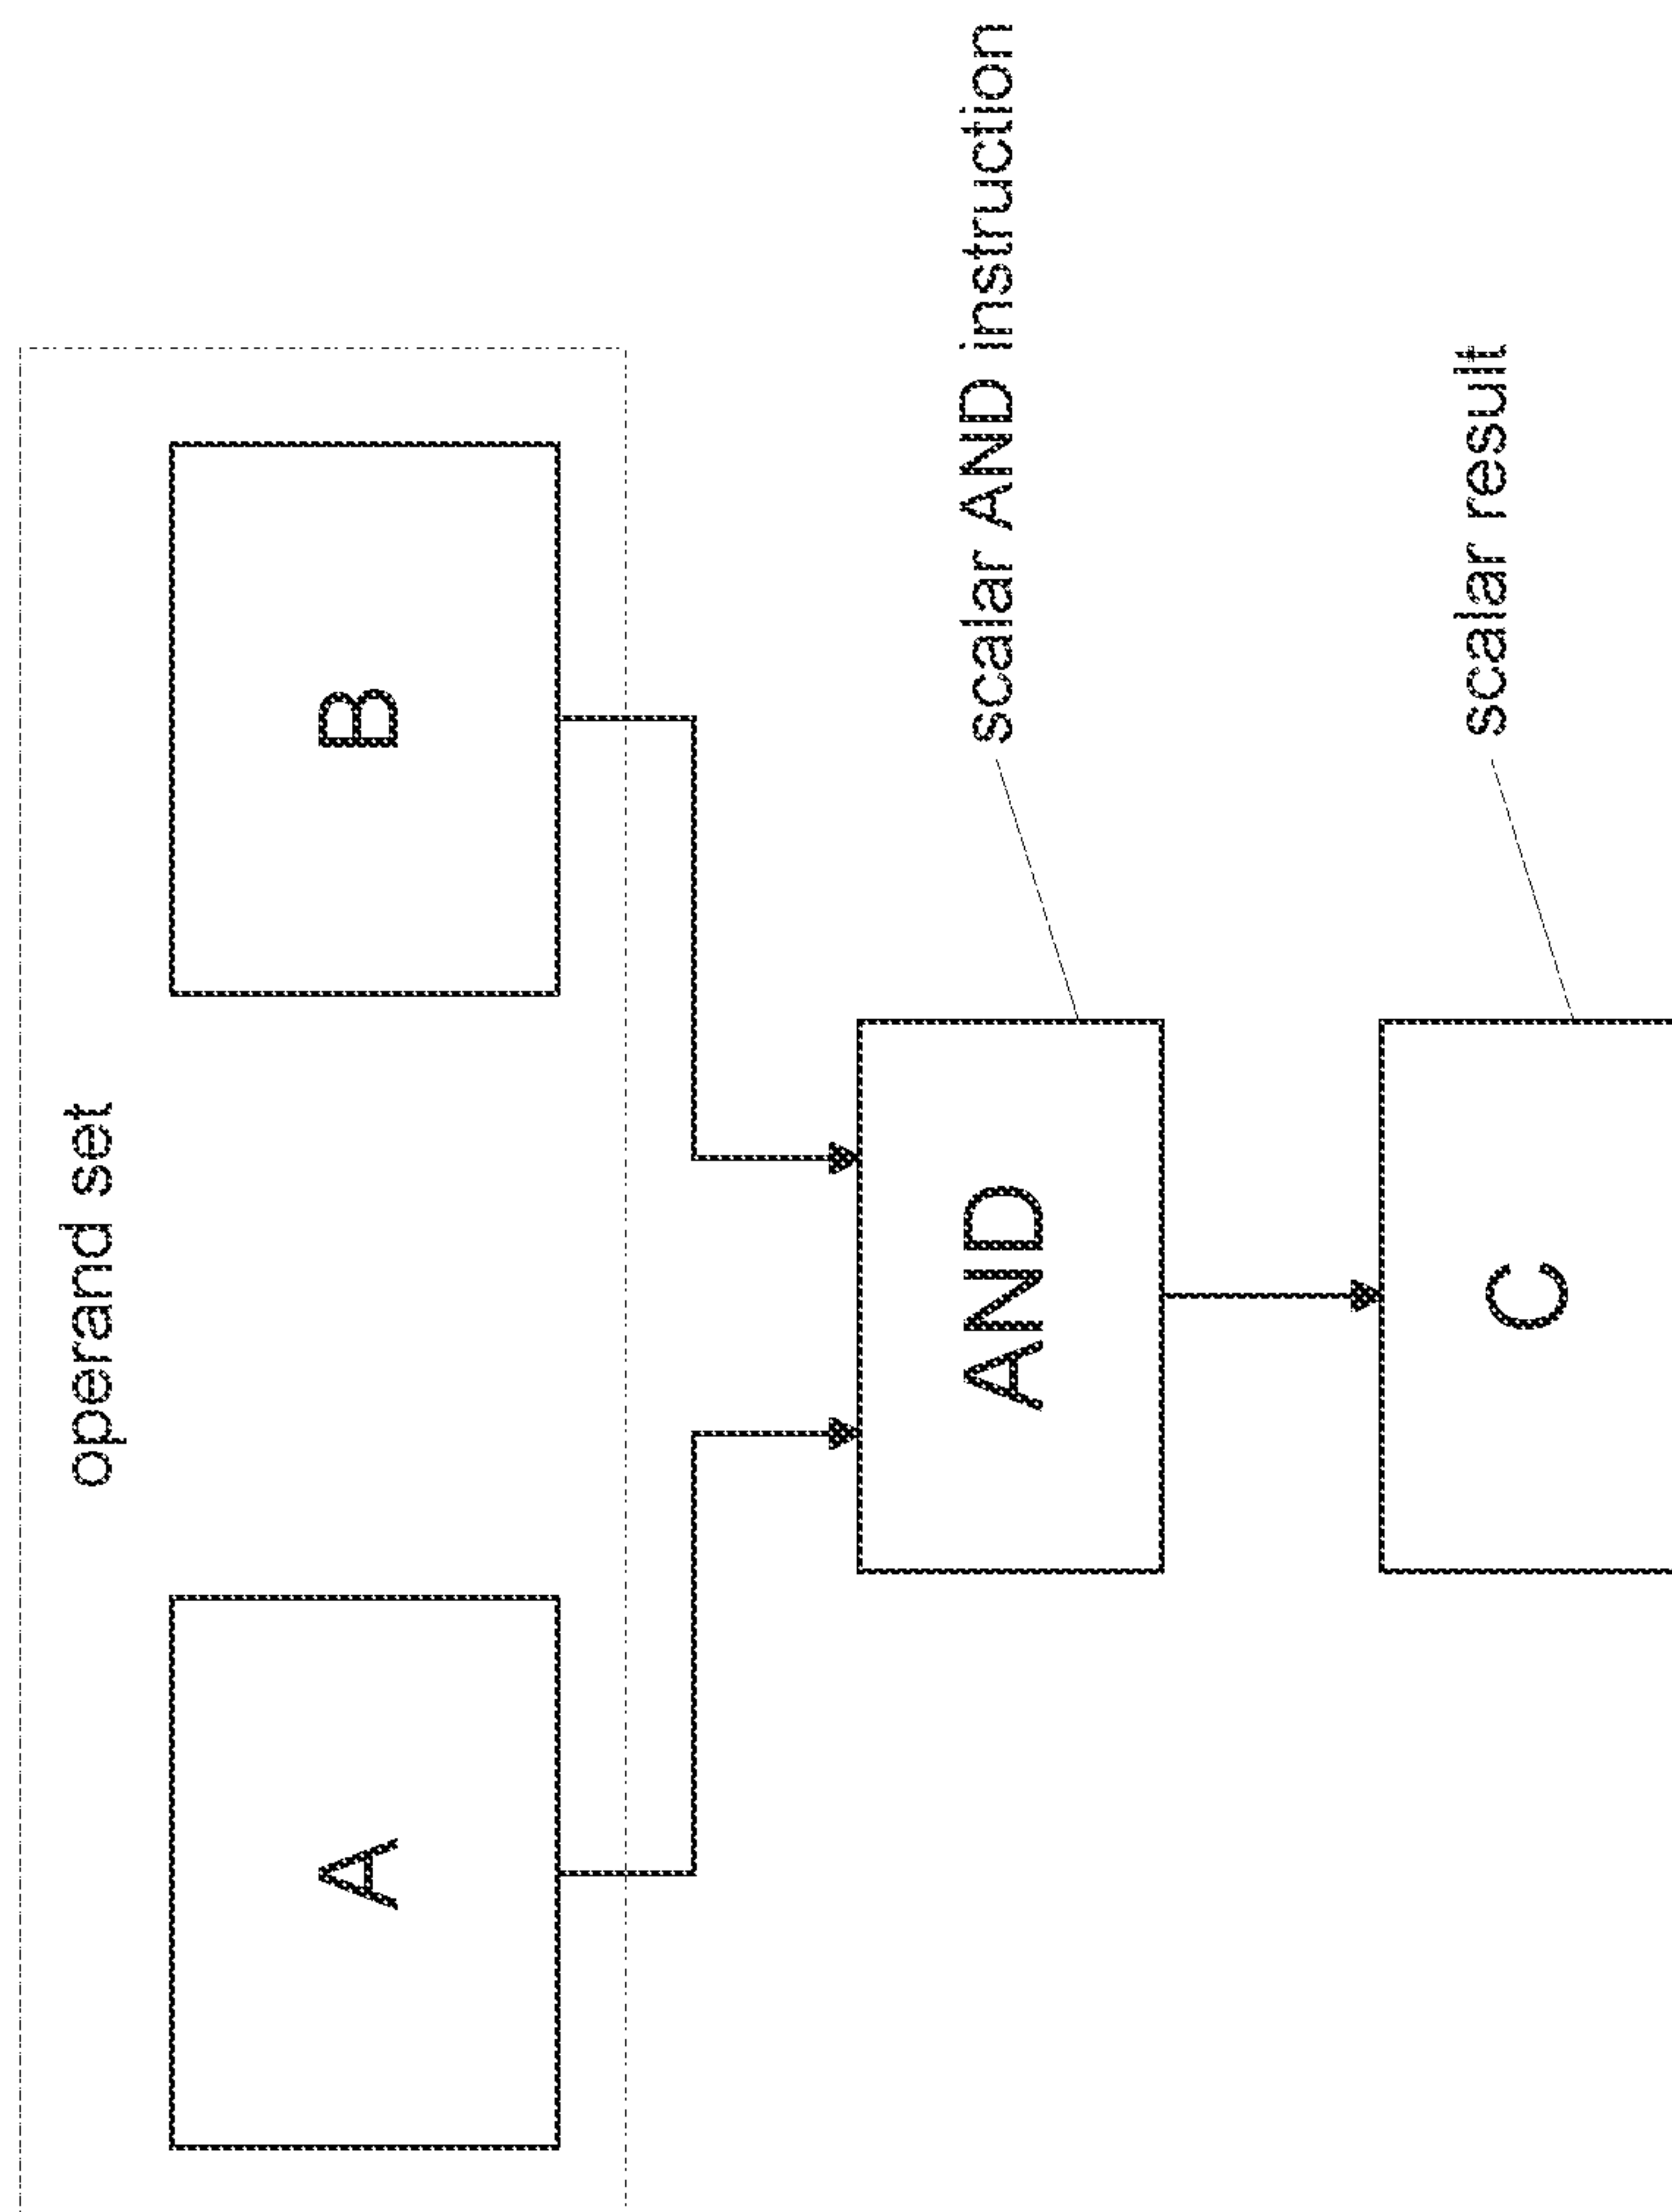 operand set
A
B
AND
scalar AND instruction
C
scalar result